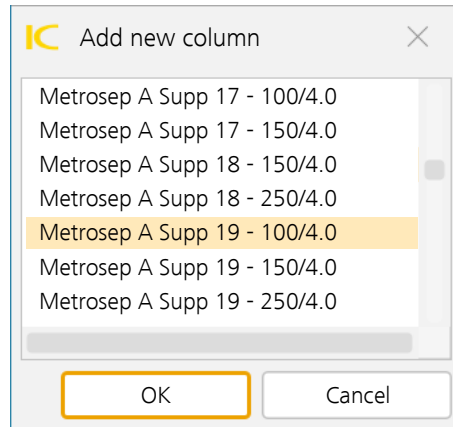 IC Add new column
Metrosep A Supp 17 - 100/4.0
Metrosep A Supp 17 - 150/4.0
Metrosep A Supp 18 - 150/4.0
Metrosep A Supp 18 - 250/4.0
Metrosep A Supp 19 - 100/4.0
Metrosep A Supp 19 - 150/4.0
Metrosep A Supp 19 - 250/4.0
OK Cancel